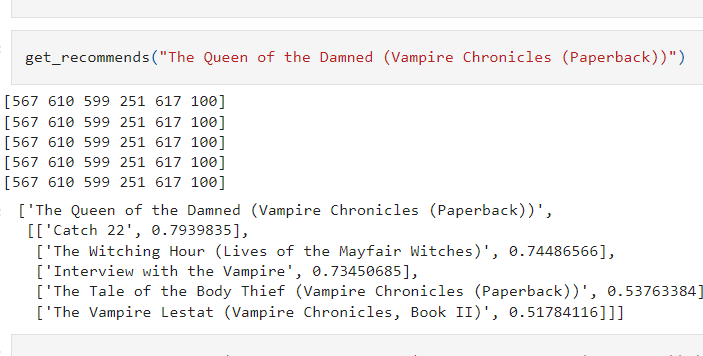 get_recommends("The Queen of the Damned (Vampire Chronicles (Paperback))")
[567 610 599 251 617 100]
[567 610 599 251 617 100]
[567 610 599 251 617 100]
[567 610 599 251 617 100]
[567 610 599 251 617 100]
['The Queen of the Damned (Vampire Chronicles (Paperback))',
[['Catch 22', 0.7939835],
['The Witching Hour (Lives of the Mayfair Witches)', 0.74486566],
['Interview with the Vampire', 0.73450685],
['The Tale of the Body Thief (Vampire Chronicles (Paperback))', 0.53763384]
['The Vampire Lestat (Vampire Chronicles, Book II)', 0.51784116]]]